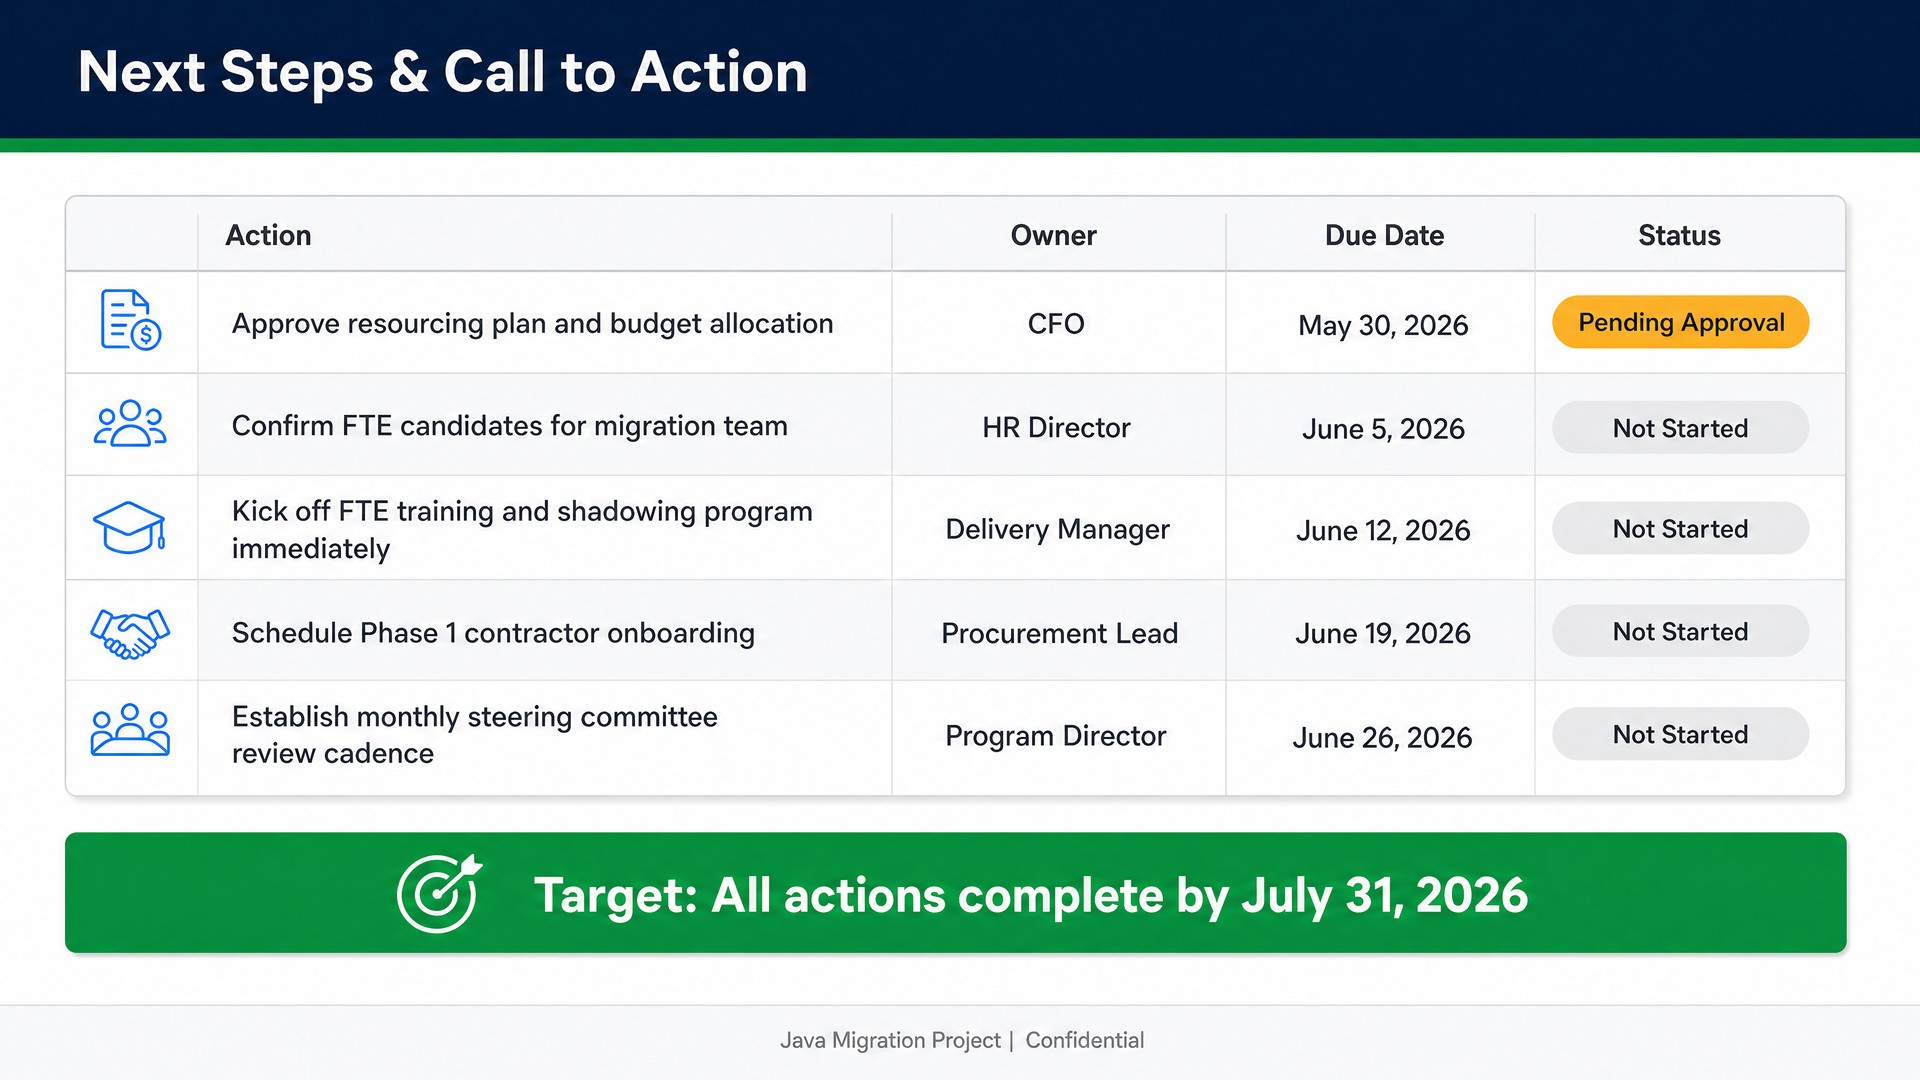 Next Steps & Call to Action
Action Owner Due Date Status
$
Approve resourcing plan and budget allocation CFO May 30, 2026 Pending Approval
Confirm FTE candidates for migration team HR Director June 5, 2026 Not Started
Kick off FTE training and shadowing program
immediately
Delivery Manager June 12, 2026 Not Started
Schedule Phase 1 contractor onboarding Procurement Lead June 19, 2026 Not Started
Establish monthly steering committee
review cadence
Program Director June 26, 2026 Not Started
Target: All actions complete by July 31, 2026
Java Migration Project | Confidential